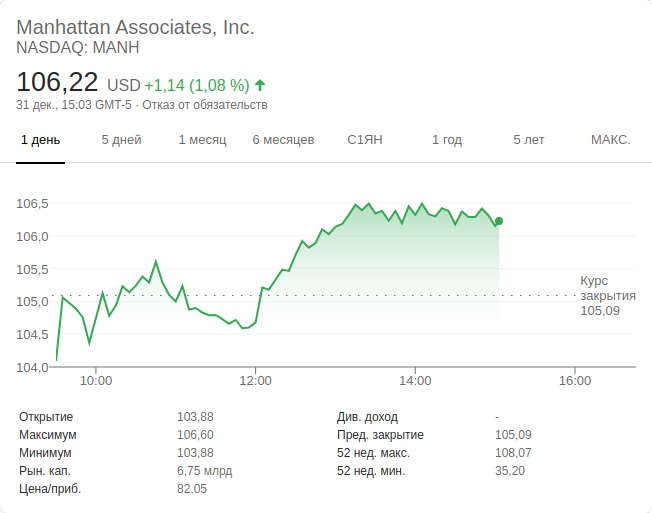 Manhattan Associates, Inc.
NASDAQ: MANH
106,22 USD +1,14 (1,08 %)
31 дек., 15:03 GMT-5 · Отказ от обязательств
1 день 5 дней 1 месяц 6 месяцев С1ЯН 1 год 5 лет МАКС.
106,5
106,0
105,5
105,0
104,5
104,0
Курс
закрытия
105,09
10:00 12:00 14:00 16:00
Открытие 103,88 Див. доход -
Максимум 106,60 Пред. закрытие 105,09
Минимум 103,88 52 нед. макс. 108,07
Рын. кап. 6,75 млрд 52 нед. мин. 35,20
Цена/приб. 82,05